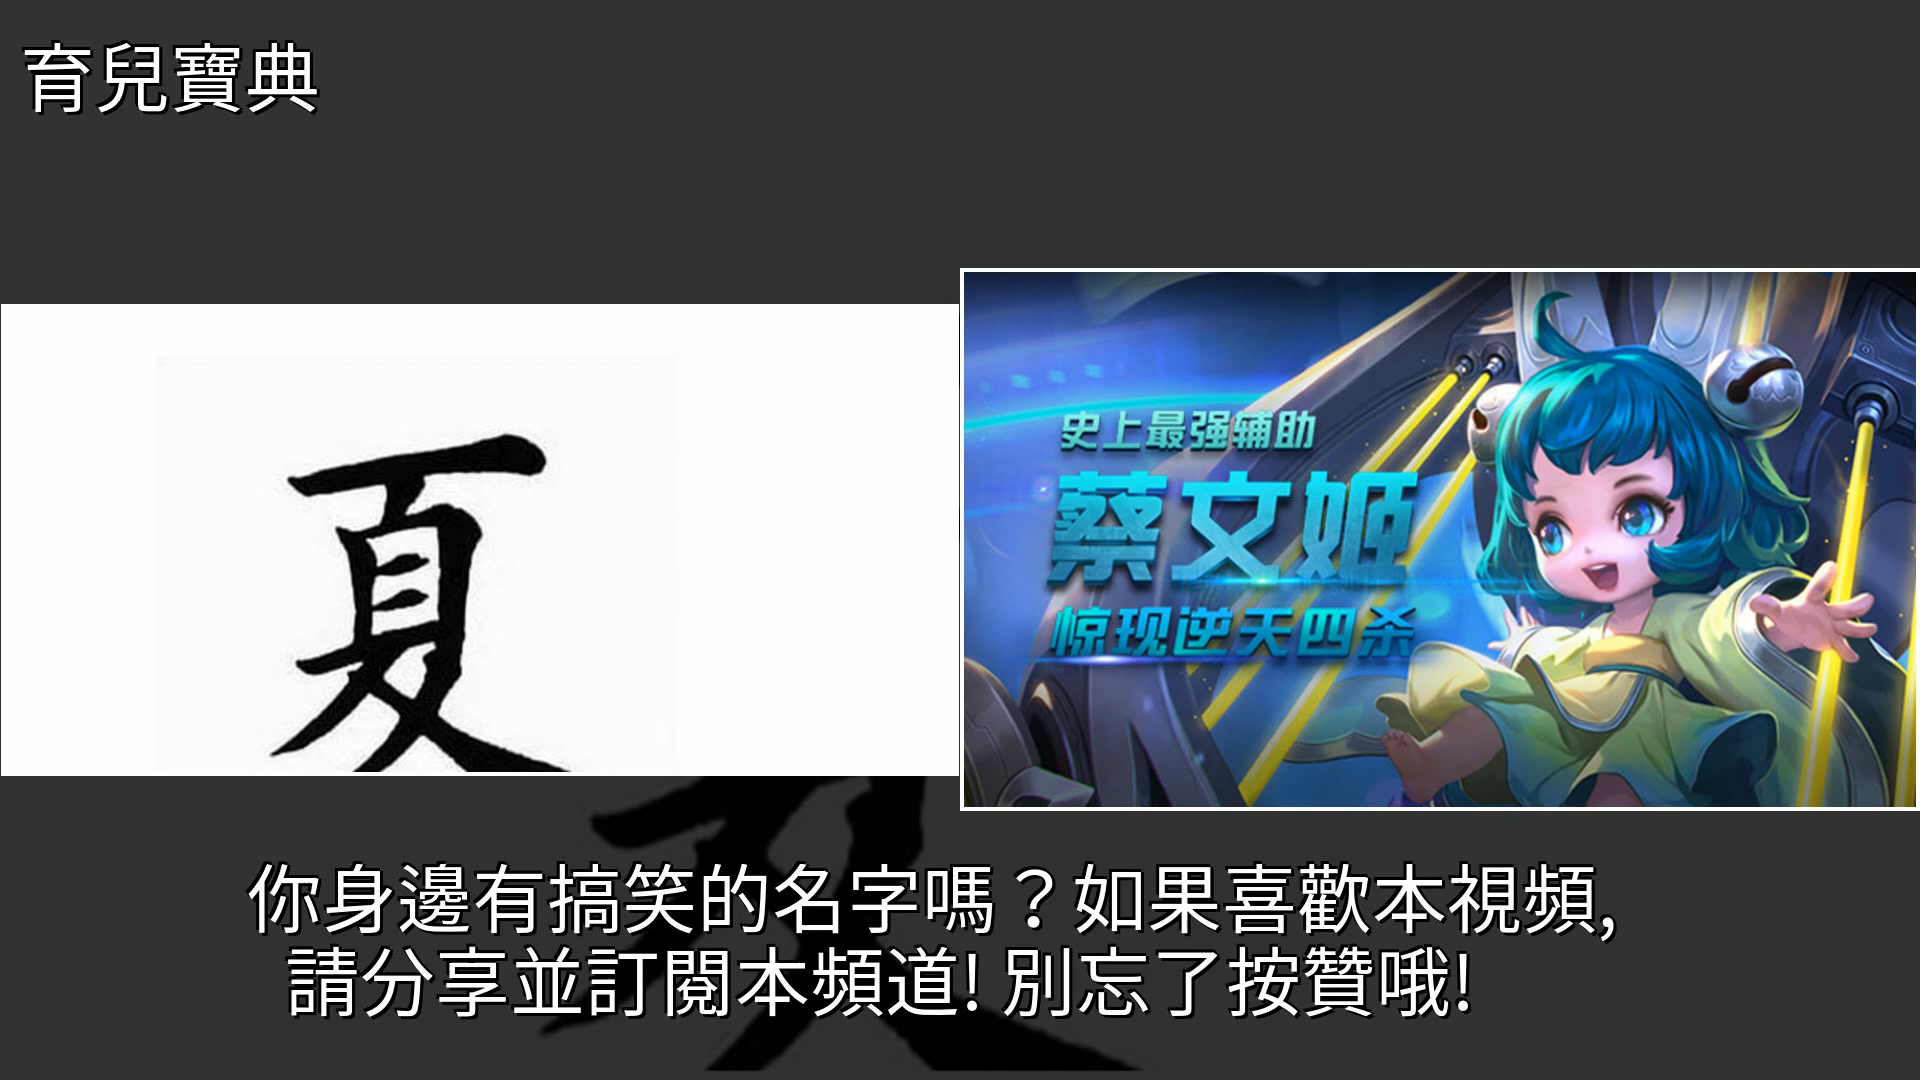 育兒寶典
夏
史上最强辅助
蔡文姬
惊现逆天四杀
你身邊有搞笑的名字嗎？如果喜歡本視頻,
請分享並訂閱本頻道! 別忘了按贊哦!